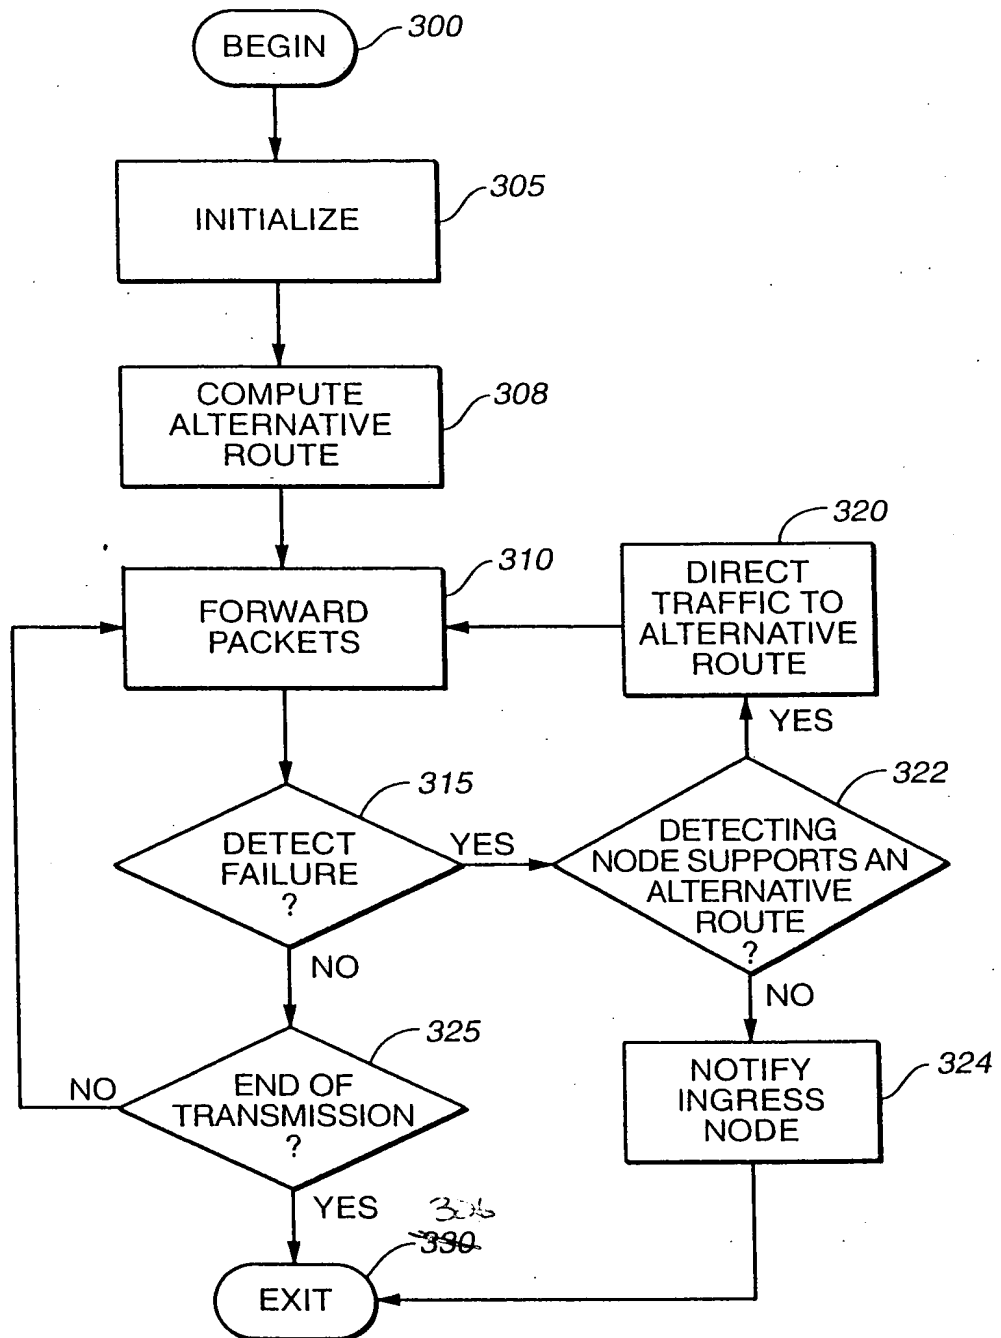 BEGIN
300
INITIALIZE
305
COMPUTE
ALTERNATIVE
ROUTE
308
FORWARD
PACKETS
310
DIRECT
TRAFFIC TO
ALTERNATIVE
ROUTE
320
YES
DETECT
FAILURE
?
315
YES
DETECTING
NODE SUPPORTS AN
ALTERNATIVE
ROUTE
?
322
NO
NO
END OF
TRANSMISSION
?
325
NO
NOTIFY
INGRESS
NODE
324
YES
330
EXIT